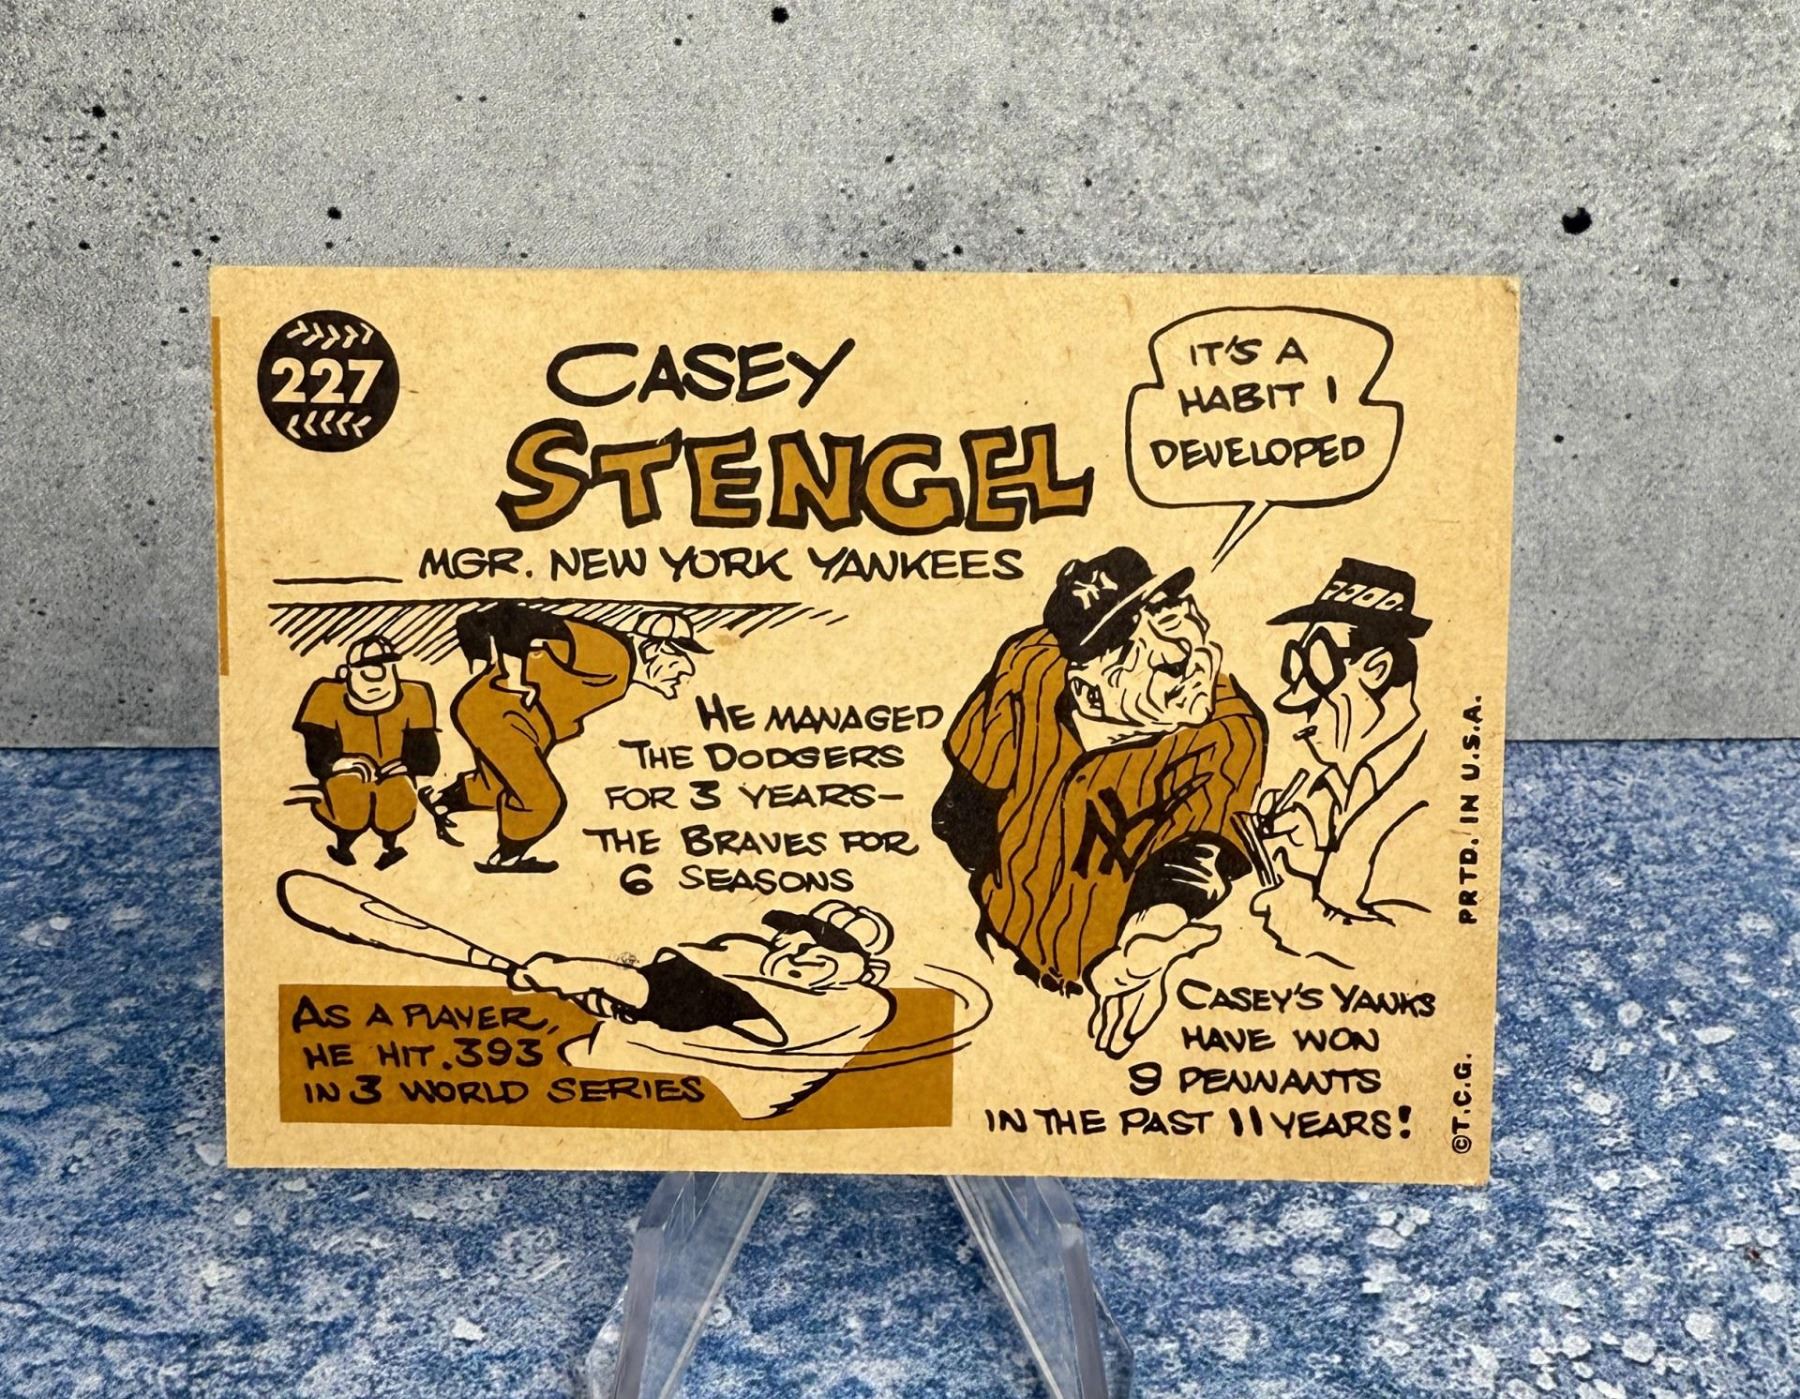 227
CASEY
STENGEL
MGR. NEW YORK YANKEES
IT'S A
HABIT I
DEVELOPED
HE MANAGED
THE DODGERS
FOR 3 YEARS-
THE BRAVES FOR
6 SEASONS
AS A PLAYER,
HE HIT .393
IN 3 WORLD SERIES
NY
NY
CASEY'S YANKS
HAVE WON
9 PENNANTS
IN THE PAST 11 YEARS!
©T.C.G. PRTD. IN U.S.A.